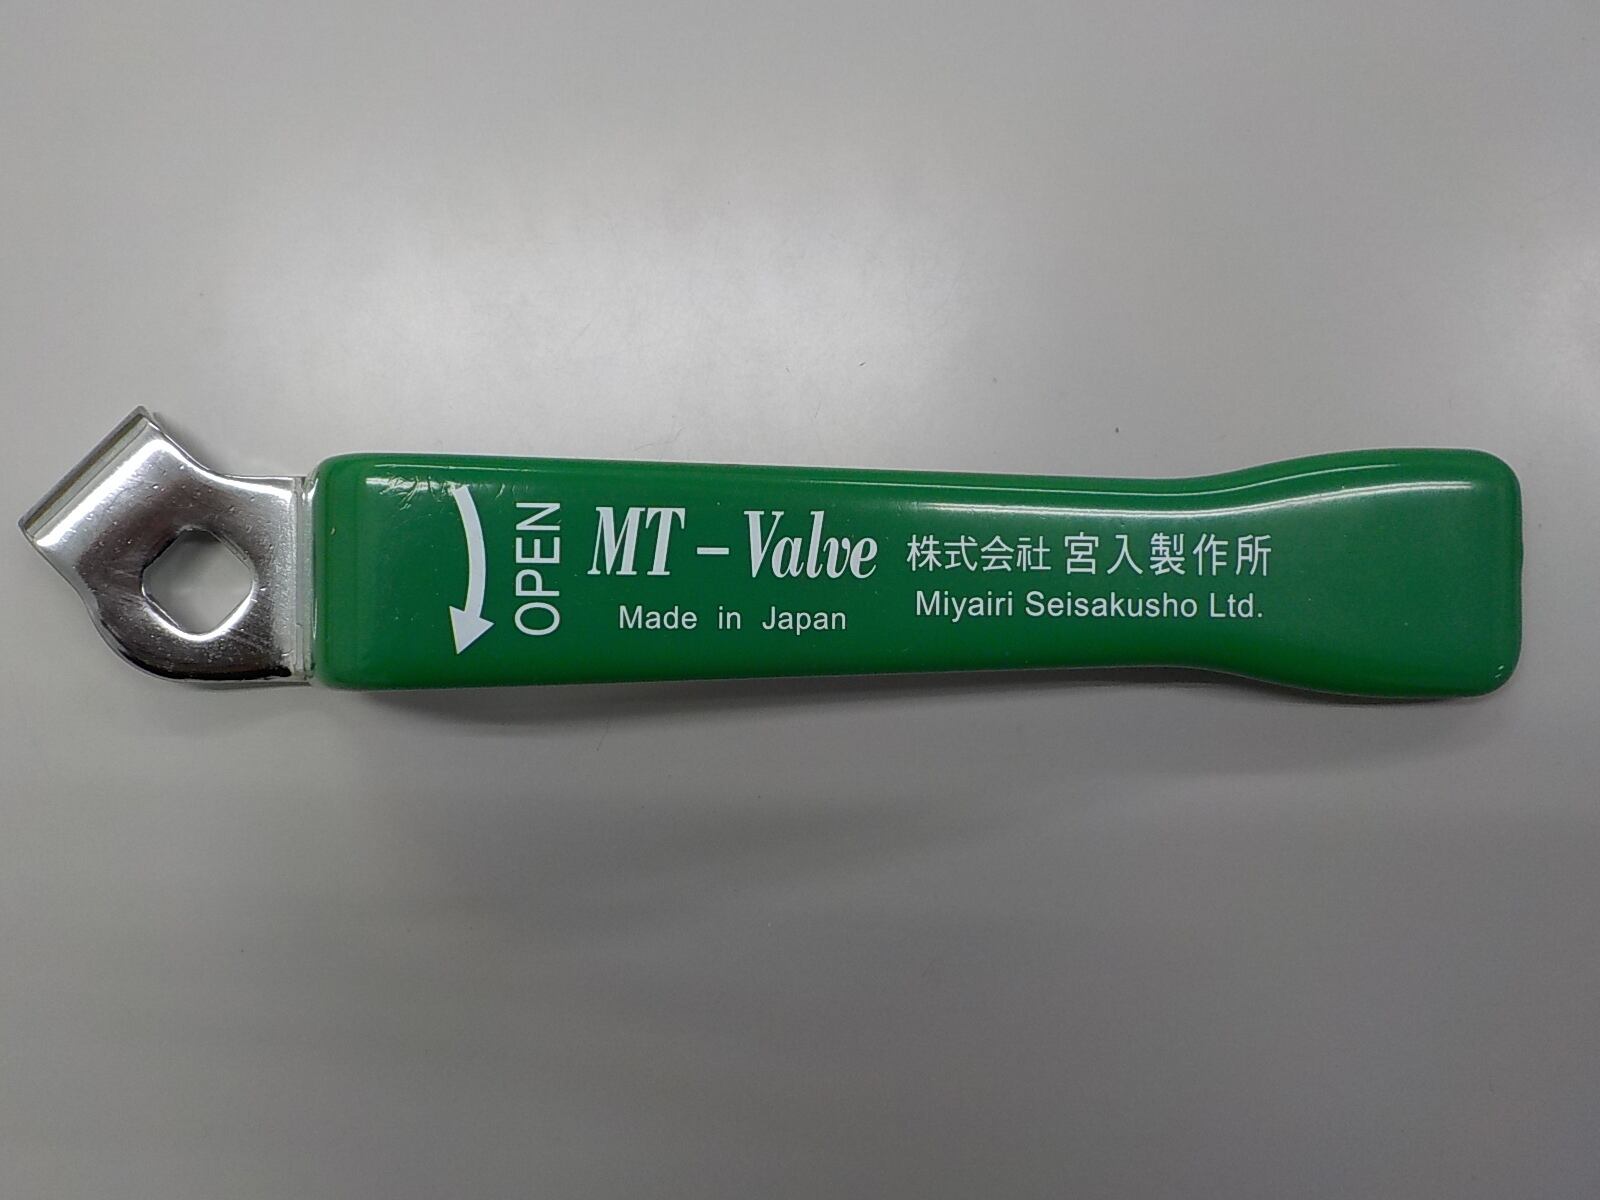 OPEN
MT-Valve
Made in Japan
株式会社 宮入製作所
Miyairi Seisakusho Ltd.